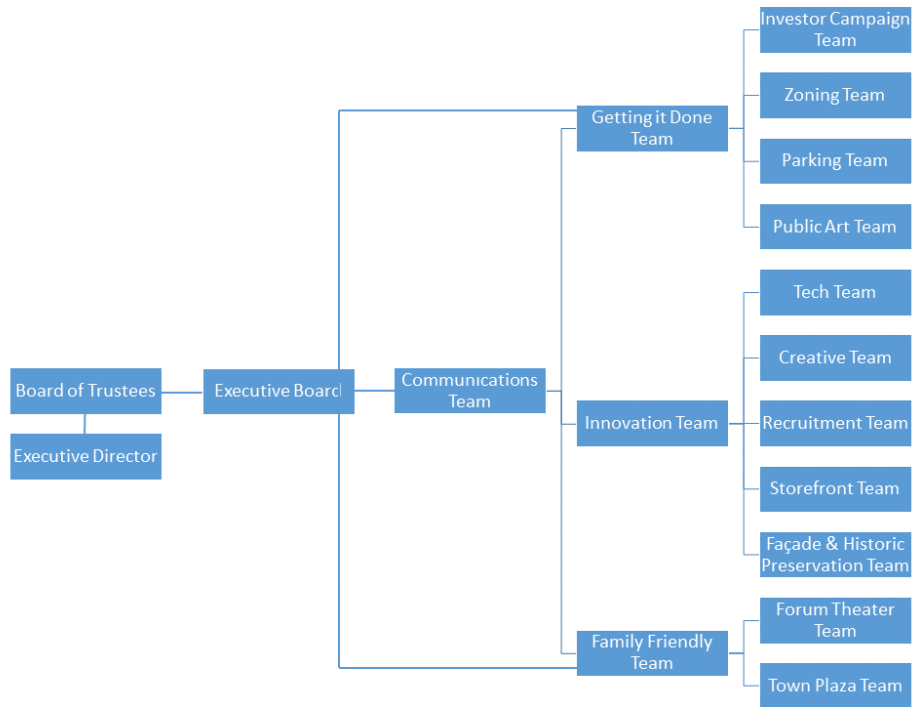 Board of Trustees
Executive Director
Executive Board
Communications
Team
Getting it Done
Team
Innovation Team
Family Friendly
Team
Investor Campaign
Team
Zoning Team
Parking Team
Public Art Team
Tech Team
Creative Team
Recruitment Team
Storefront Team
Façade & Historic
Preservation Team
Forum Theater
Team
Town Plaza Team